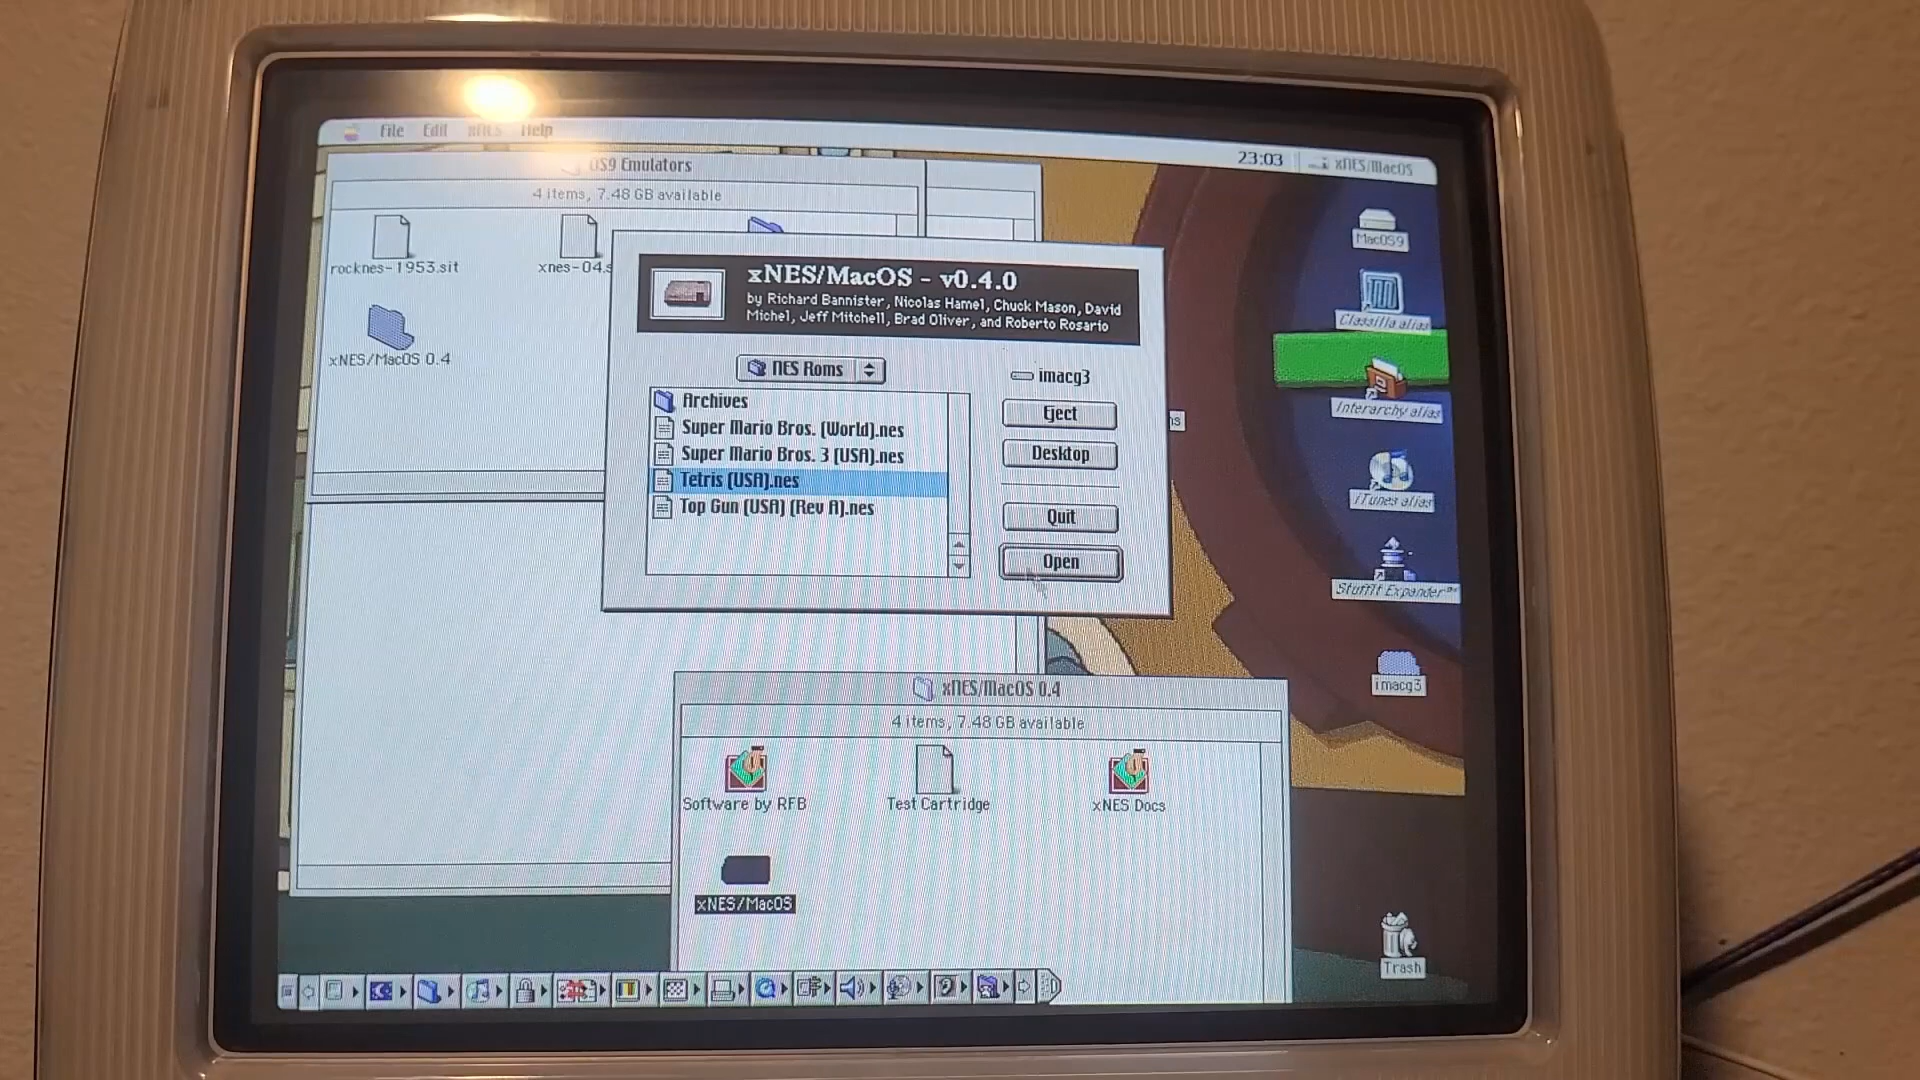 File Edit xNES Help
23:03
xNES/MacOS
OS9 Emulators
4 items, 7.48 GB available
rocknes-1953.sit
xnes-04.s
xNES/MacOS 0.4
xNES/MacOS - v0.4.0
by Richard Bannister, Nicolas Hamel, Chuck Mason, David
Michel, Jeff Mitchell, Brad Oliver, and Roberto Rosario
NES Roms
imacg3
Archives
Super Mario Bros. (World).nes
Super Mario Bros. 3 (USA).nes
Tetris (USA).nes
Top Gun (USA) (Rev A).nes
Eject
Desktop
Quit
Open
MacOS9
Classilla alias
Interarchy alias
iTunes alias
StuffIt Expander™
imacg3
Trash
xNES/MacOS 0.4
4 items, 7.48 GB available
Software by RFB
Test Cartridge
xNES Docs
xNES/MacOS